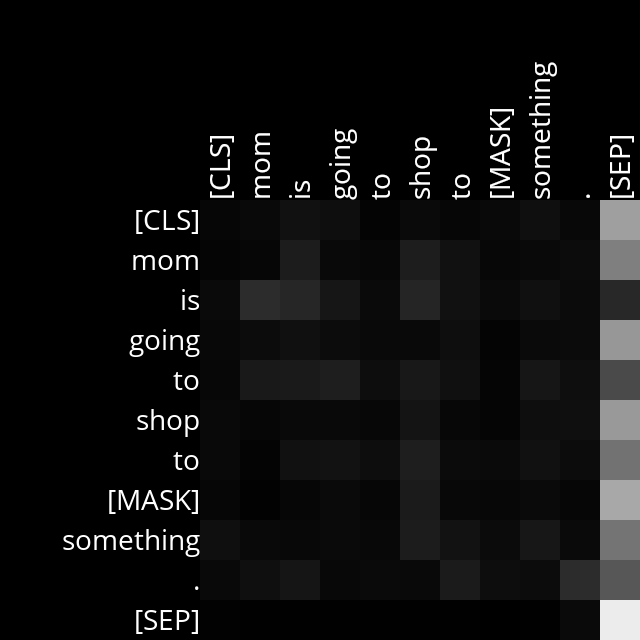 [CLS] mom is going to shop to [MASK] something . [SEP]
[CLS]
mom
is
going
to
shop
to
[MASK]
something
.
[SEP]